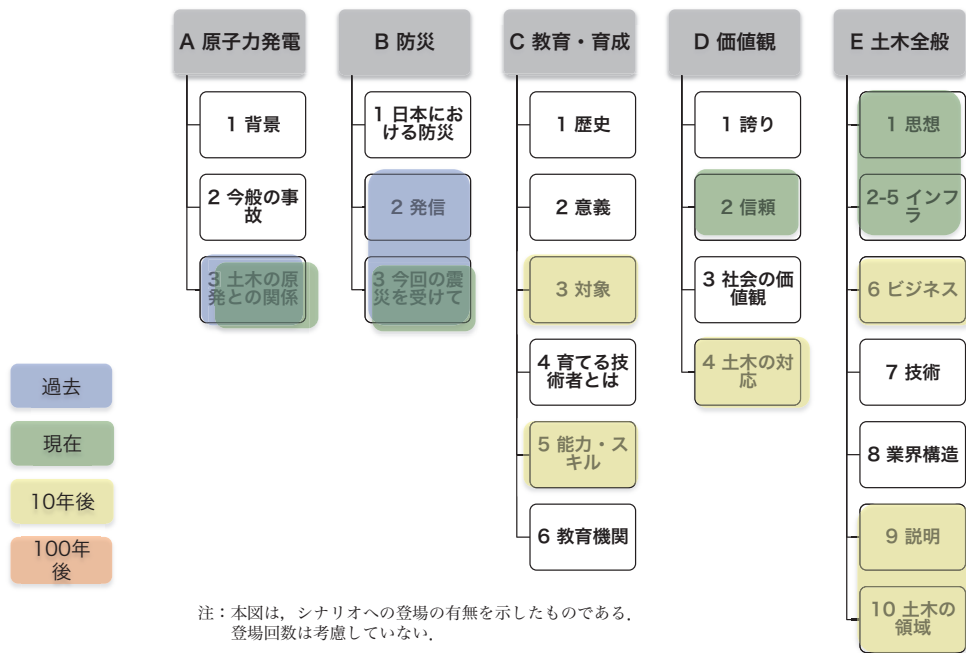 A 原子力発電
1 背景
2 今般の事
故
3 土木の原
発との関係
B 防災
1 日本にお
ける防災
2 発信
3 今回の震
災を受けて
C 教育・育成
1 歴史
2 意義
3 対象
4 育てる技
術者とは
5 能力・ス
キル
6 教育機関
D 価値観
1 誇り
2 信頼
3 社会の価
値観
4 土木の対
応
E 土木全般
1 思想
2-5 インフ
ラ
6 ビジネス
7 技術
8 業界構造
9 説明
10 土木の
領域
過去
現在
10年後
100年
後
注：本図は，シナリオへの登場の有無を示したものである．
登場回数は考慮していない．